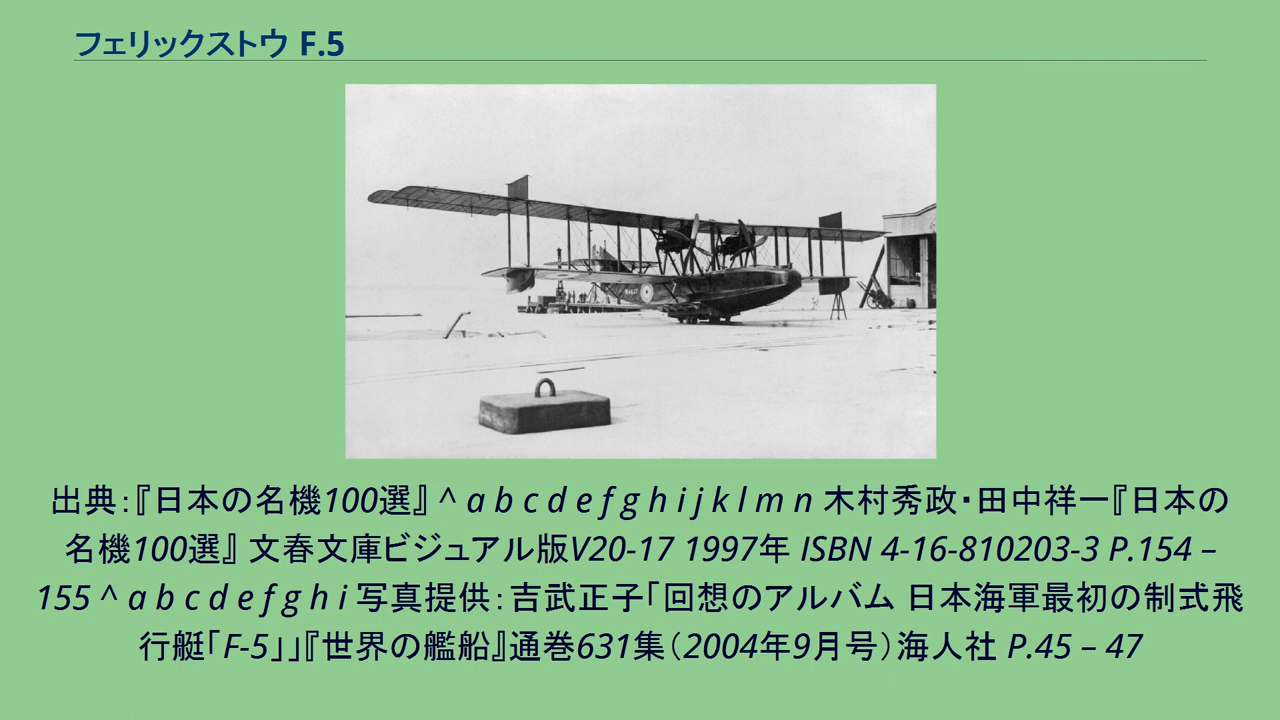 フェリックストウ F.5
出典：『日本の名機100選』 ^ a b c d e f g h i j k l m n 木村秀政・田中祥一『日本の
名機100選』 文春文庫ビジュアル版V20-17 1997年 ISBN 4-16-810203-3 P.154 –
155 ^ a b c d e f g h i 写真提供：吉武正子「回想のアルバム 日本海軍最初の制式飛
行艇「F-5」」『世界の艦船』通巻631集（2004年9月号）海人社 P.45 – 47